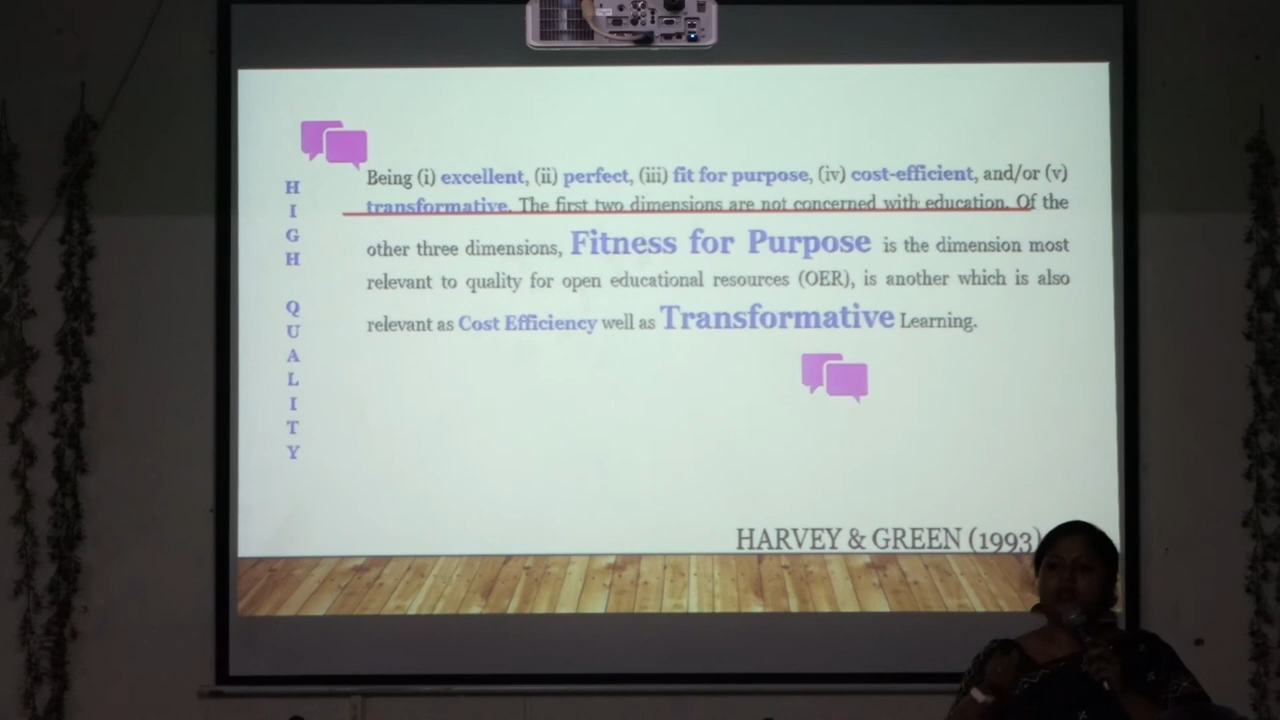 HIGH QUALITY
Being (i) excellent, (ii) perfect, (iii) fit for purpose, (iv) cost-efficient, and/or (v)
transformative. The first two dimensions are not concerned with education. Of the
other three dimensions, Fitness for Purpose is the dimension most
relevant to quality for open educational resources (OER), is another which is also
relevant as Cost Efficiency well as Transformative Learning.
HARVEY & GREEN (1993)